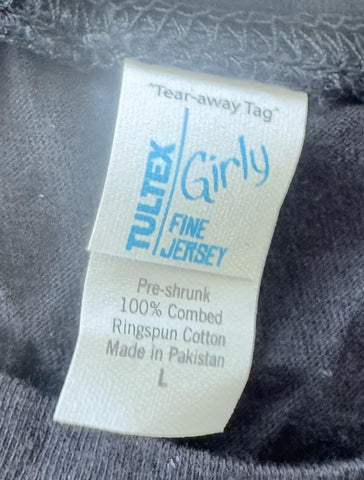 "Tear-away Tag"
TULTEX
Girly
FINE
JERSEY
Pre-shrunk
100% Combed
Ringspun Cotton
Made in Pakistan
L